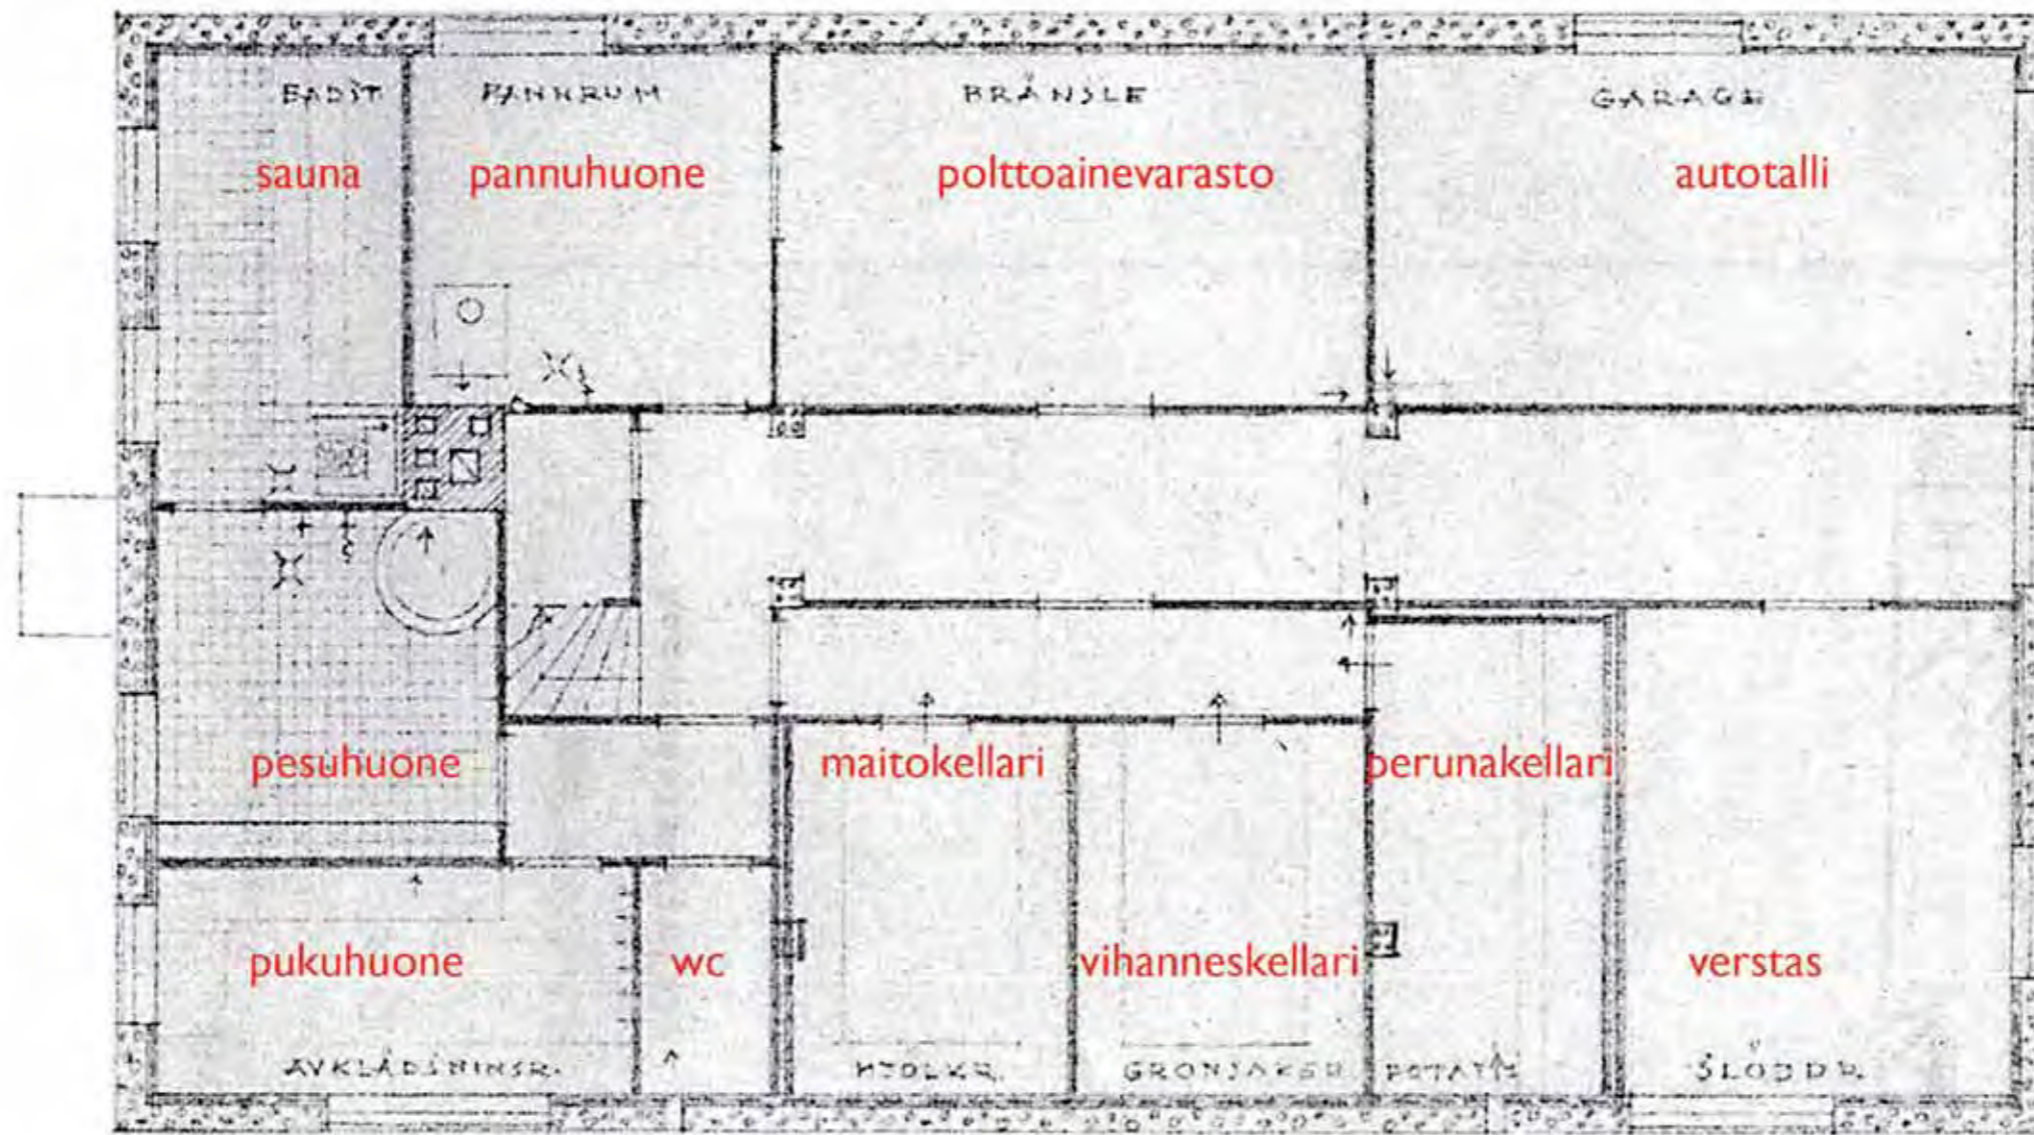 BADST
PANNRUM
BRÄNSLE
GARAGE
sauna
pannuhuone
polttoainevarasto
autotalli
pesuhuone
maitokellari
perunakellari
pukuhuone
wc
vihanneskellari
verstas
AVKLÄDNINSR.
MJÖLKR.
GRÖNSAKER
POTATIS
SLÖJDR.